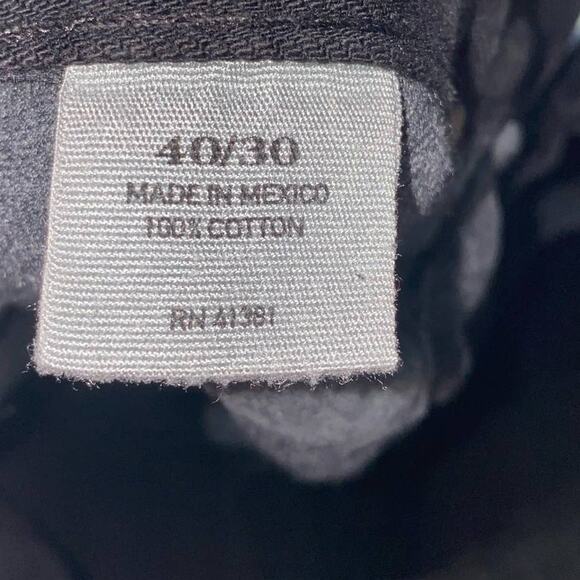 40/30
MADE IN MEXICO
100% COTTON
RN 41381